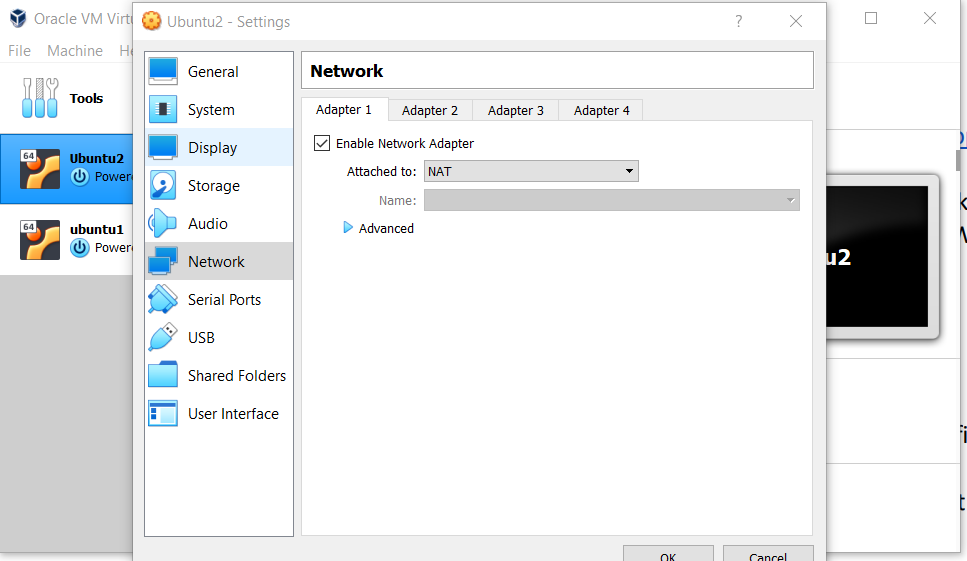 Oracle VM Virtu
Ubuntu2 - Settings
?
File Machine He
Tools
64
Ubuntu2
Powere
64
ubuntu1
Powere
General
System
Display
Storage
Audio
Network
Serial Ports
USB
Shared Folders
User Interface
Network
Adapter 1 Adapter 2 Adapter 3 Adapter 4
Enable Network Adapter
Attached to: NAT
Name:
Advanced
u2
OK Cancel